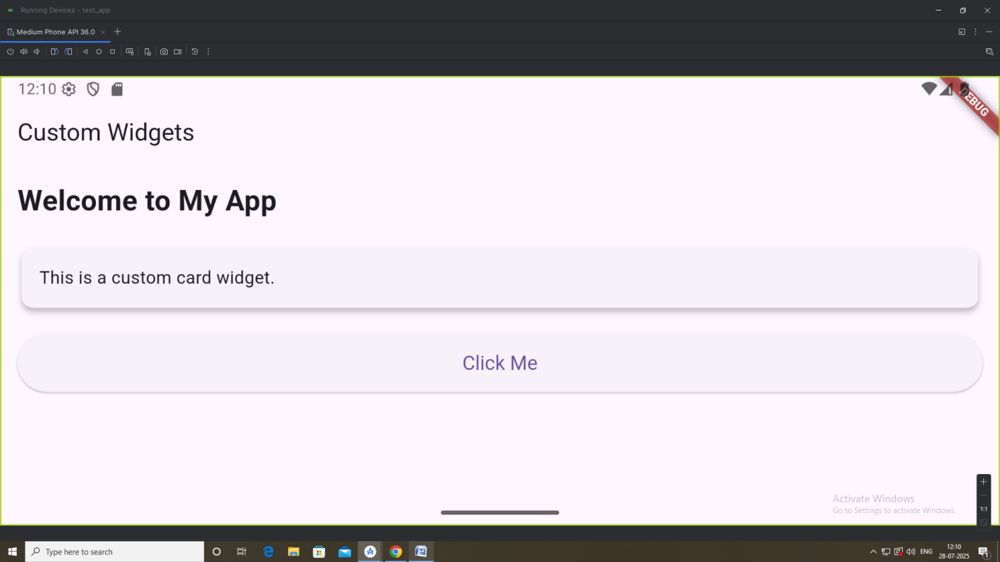 Running Devices - test_app
Medium Phone API 36.0
12:10
DEBUG
Custom Widgets
Welcome to My App
This is a custom card widget.
Click Me
Activate Windows
Go to Settings to activate Windows.
1:1
Type here to search
ENG
12:10
28-07-2025
1